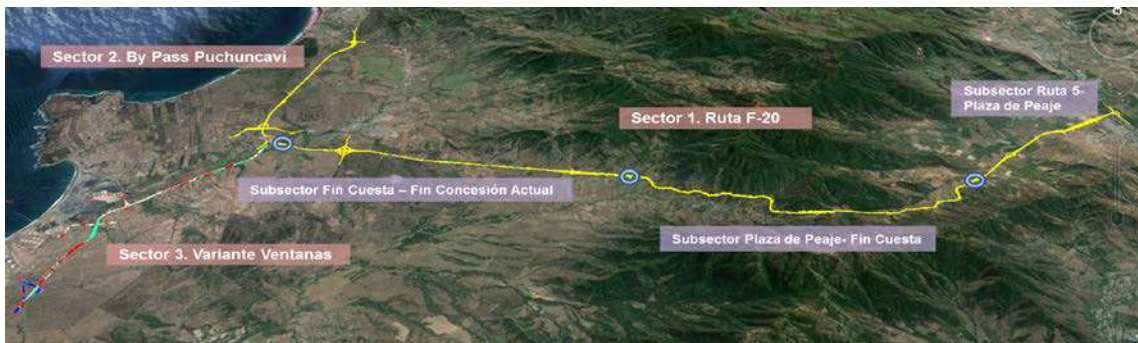 Sector 2. By Pass Puchuncaví
Subsector Ruta 5-
Plaza de Peaje
Sector 1. Ruta F-20
Subsector Fin Cuesta – Fin Concesión Actual
Subsector Plaza de Peaje- Fin Cuesta
Sector 3. Variante Ventanas